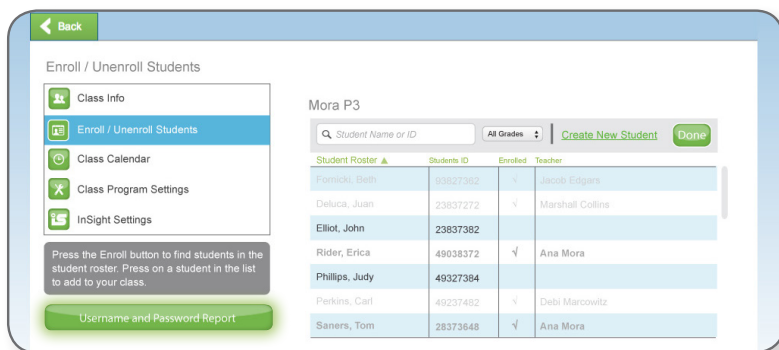 Back
Enroll / Unenroll Students
Class Info
Enroll / Unenroll Students
Class Calendar
Class Program Settings
InSight Settings
Press the Enroll button to find students in the
student roster. Press on a student in the list
to add to your class.
Username and Password Report
Mora P3
Student Name or ID All Grades Create New Student Done
Student Roster ▲ Students ID Enrolled Teacher
Fornicki, Beth 93827382 √ Jacob Edgars
Deluca, Juan 23837272 √ Marshall Collins
Elliot, John 23837382
Rider, Erica 49038372 √ Ana Mora
Phillips, Judy 49327384
Perkins, Carl 49237482 √ Debi Marcowitz
Saners, Tom 28373648 √ Ana Mora